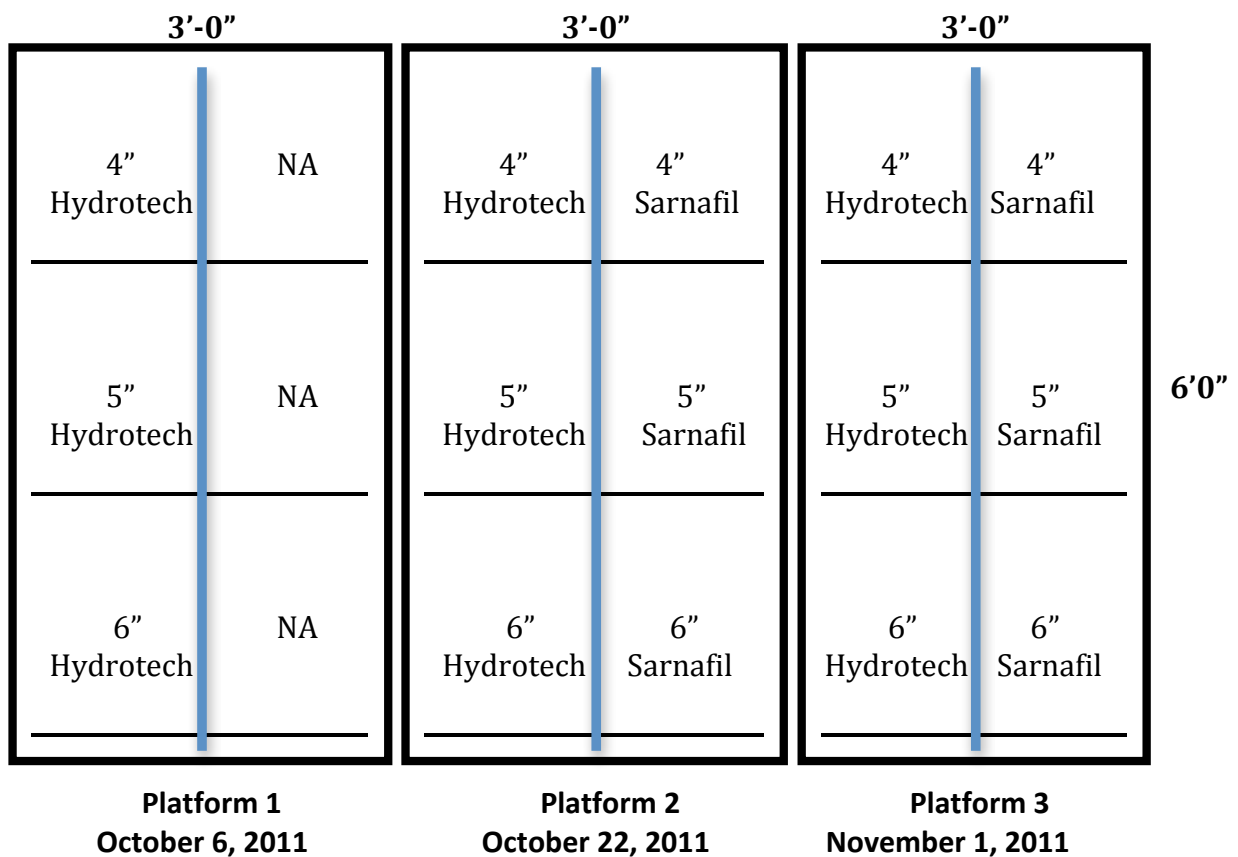 3’-0”
3’-0”
3’-0”
4”
Hydrotech
NA
4”
Hydrotech
4”
Sarnafil
4”
Hydrotech
4”
Sarnafil
5”
Hydrotech
NA
5”
Hydrotech
5”
Sarnafil
5”
Hydrotech
5”
Sarnafil
6’0”
6”
Hydrotech
NA
6”
Hydrotech
6”
Sarnafil
6”
Hydrotech
6”
Sarnafil
Platform 1
October 6, 2011
Platform 2
October 22, 2011
Platform 3
November 1, 2011